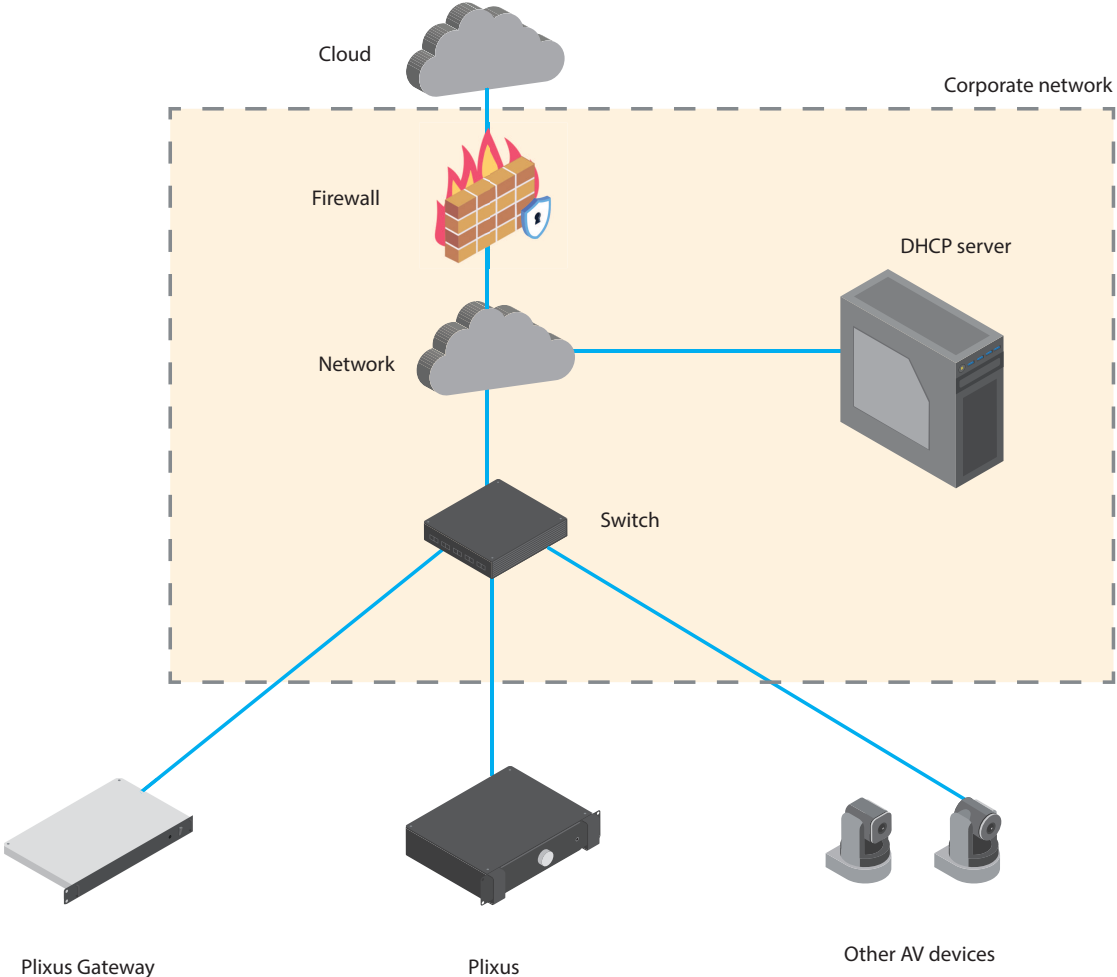 Cloud
Corporate network
Firewall
DHCP server
Network
Switch
Plixus Gateway
Plixus
Other AV devices